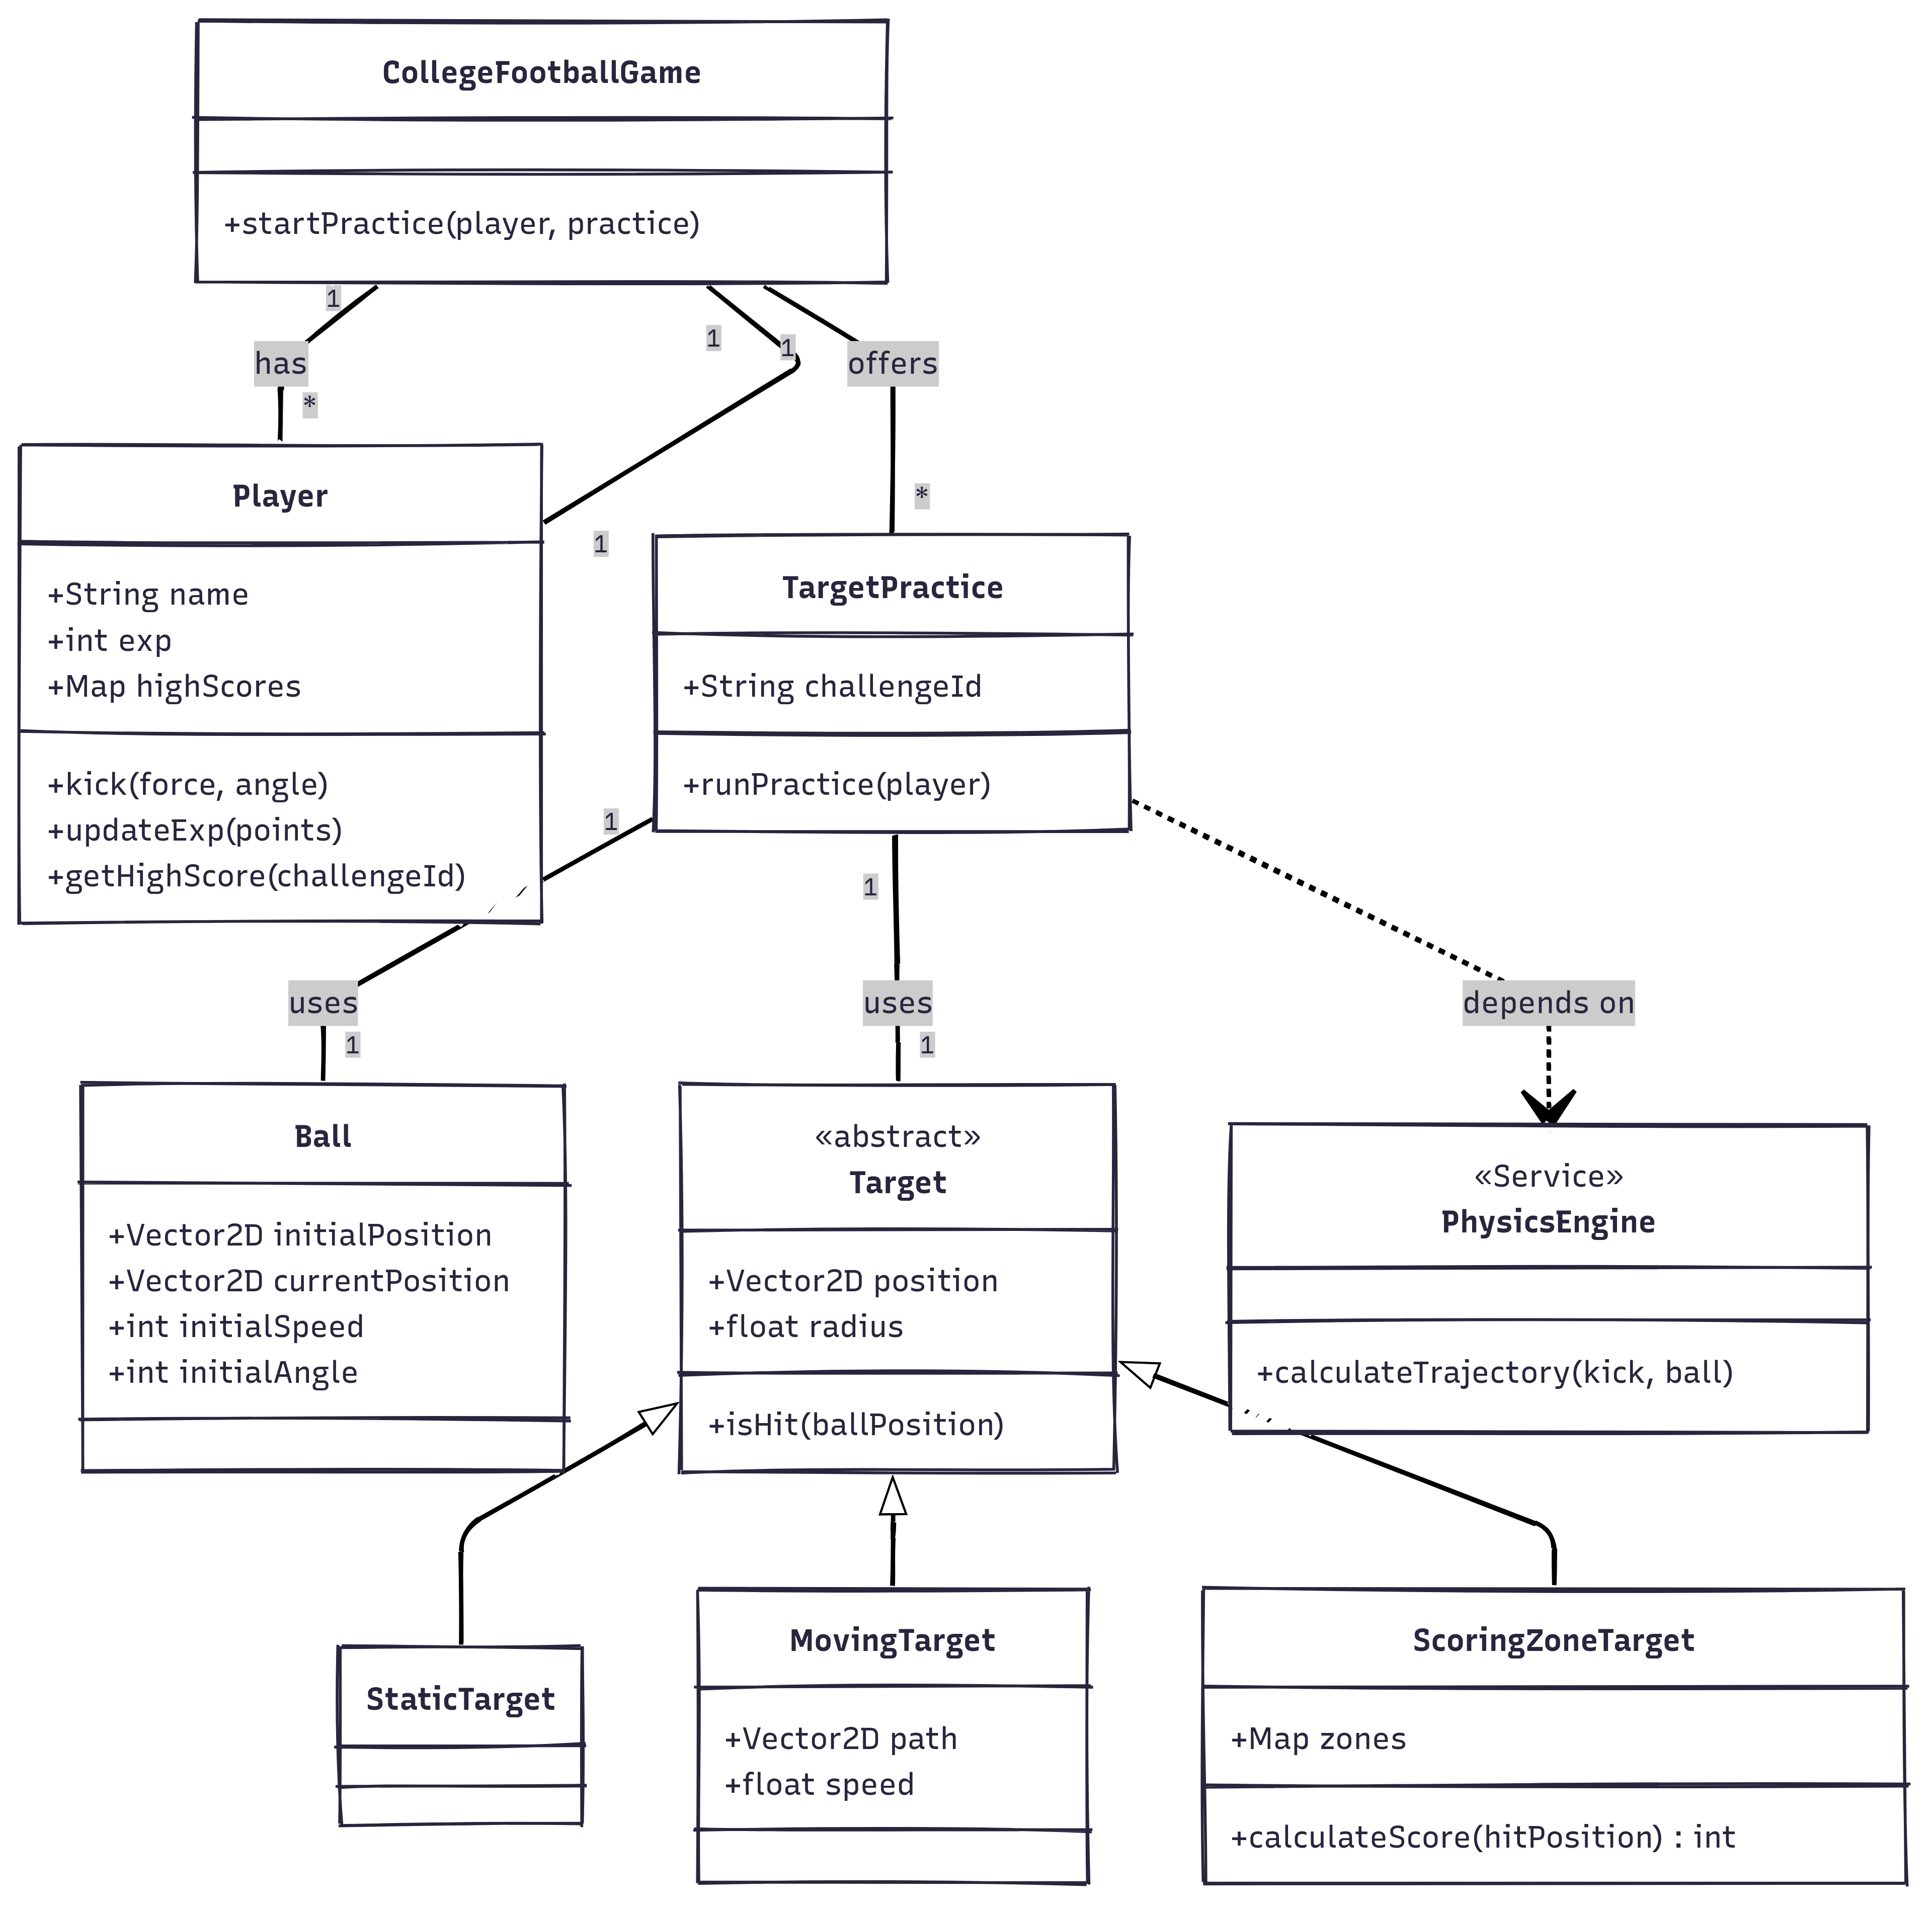 CollegeFootballGame
+startPractice(player, practice)
1
1
1
has
offers
*
*
1
Player
+String name
+int exp
+Map highScores
+kick(force, angle)
+updateExp(points)
+getHighScore(challengeId)
TargetPractice
+String challengeId
+runPractice(player)
1
1
uses
uses
depends on
1
1
Ball
+Vector2D initialPosition
+Vector2D currentPosition
+int initialSpeed
+int initialAngle
«abstract»
Target
+Vector2D position
+float radius
+isHit(ballPosition)
«Service»
PhysicsEngine
+calculateTrajectory(kick, ball)
StaticTarget
MovingTarget
+Vector2D path
+float speed
ScoringZoneTarget
+Map zones
+calculateScore(hitPosition) : int